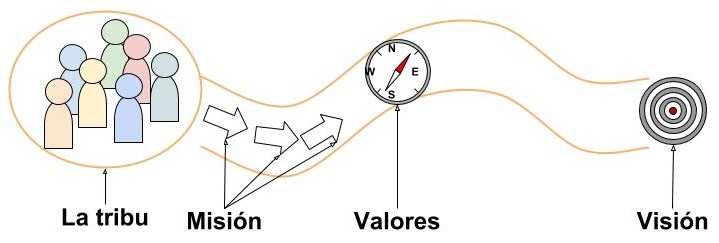 N
W E
S
La tribu
Misión
Valores
Visión